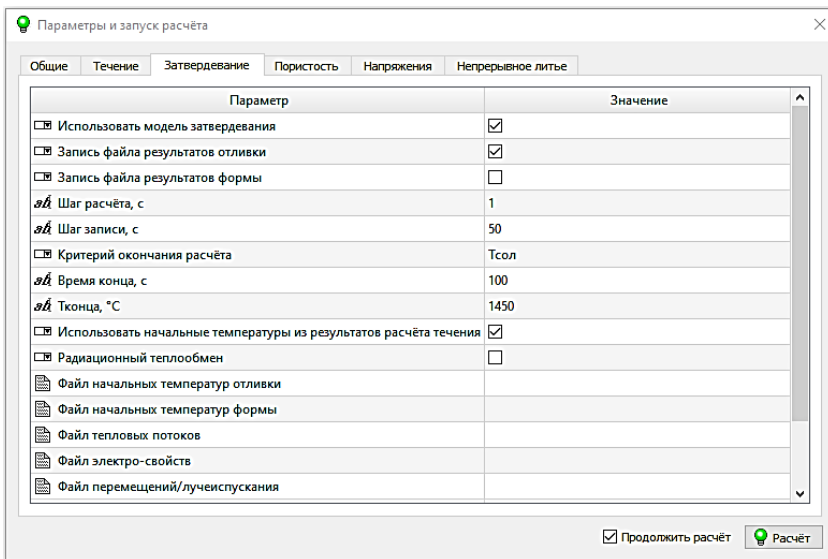 Параметры и запуск расчёта
Общие Течение Затвердевание Пористость Напряжения Непрерывное литье
Параметр Значение
Использовать модель затвердевания
Запись файла результатов отливки
Запись файла результатов формы
Шаг расчёта, с 1
Шаг записи, с 50
Критерий окончания расчёта Тсол
Время конца, с 100
Тконца, °C 1450
Использовать начальные температуры из результатов расчёта течения
Радиационный теплообмен
Файл начальных температур отливки
Файл начальных температур формы
Файл тепловых потоков
Файл электро-свойств
Файл перемещений/лучеиспускания
Продолжить расчёт Расчёт